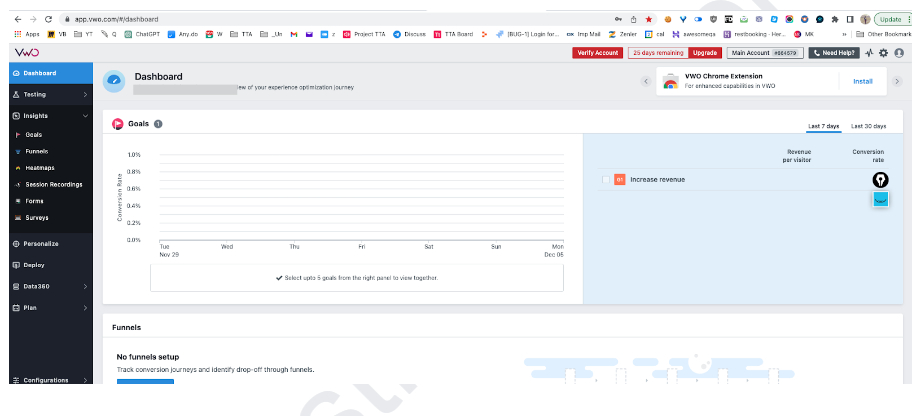 app.vwo.com/#/dashboard
Update
Apps VB YT Q ChatGPT Any.do W TTA _Un M z Project TTA Discuss TTA Board (BUG-1) Login for... Imp Mail Zenler cal awesomeqa restbooking - Her... MK » Other Bookmark
VWO
Verify Account 25 days remaining Upgrade Main Account #664579 Need Help?
Dashboard
Testing
Insights
Goals
Funnels
Heatmaps
Session Recordings
Forms
Surveys
Personalize
Deploy
Data360
Plan
Configurations
Dashboard
iew of your experience optimization journey
VWO Chrome Extension
For enhanced capabilities in VWO
Install
Goals 1
Last 7 days Last 30 days
Conversion Rate
1.0%
0.8%
0.6%
0.4%
0.2%
0.0%
Tue Wed Thu Fri Sat Sun Mon
Nov 29 Dec 05
Select upto 5 goals from the right panel to view together.
Revenue Conversion
per visitor rate
G1 Increase revenue
Funnels
No funnels setup
Track conversion journeys and identify drop-off through funnels.